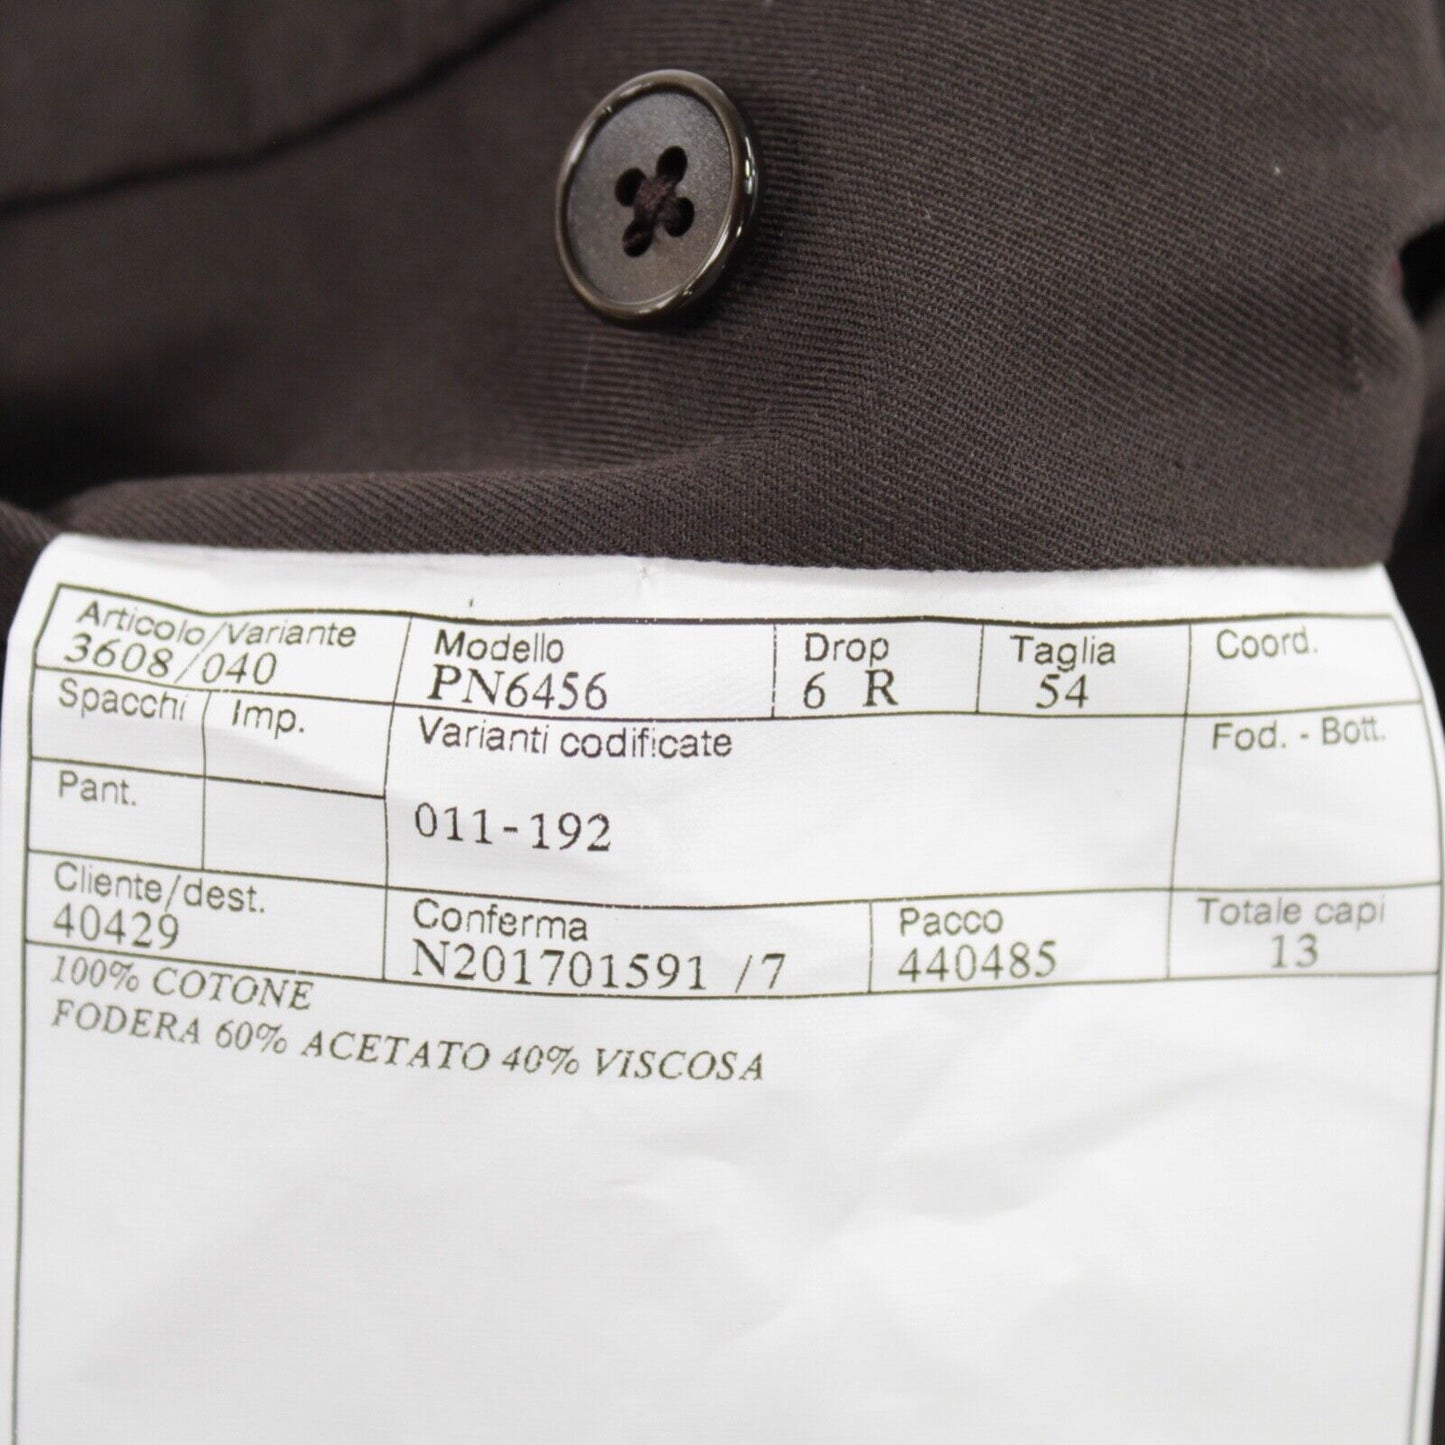 Articolo/Variante
3608/040
Modello
PN6456
Drop
6 R
Taglia
54
Coord.
Spacchi
Imp.
Varianti codificate
011-192
Fod. - Bott.
Pant.
Cliente/dest.
40429
Conferma
N201701591 /7
Pacco
440485
Totale capi
13
100% COTONE
FODERA 60% ACETATO 40% VISCOSA